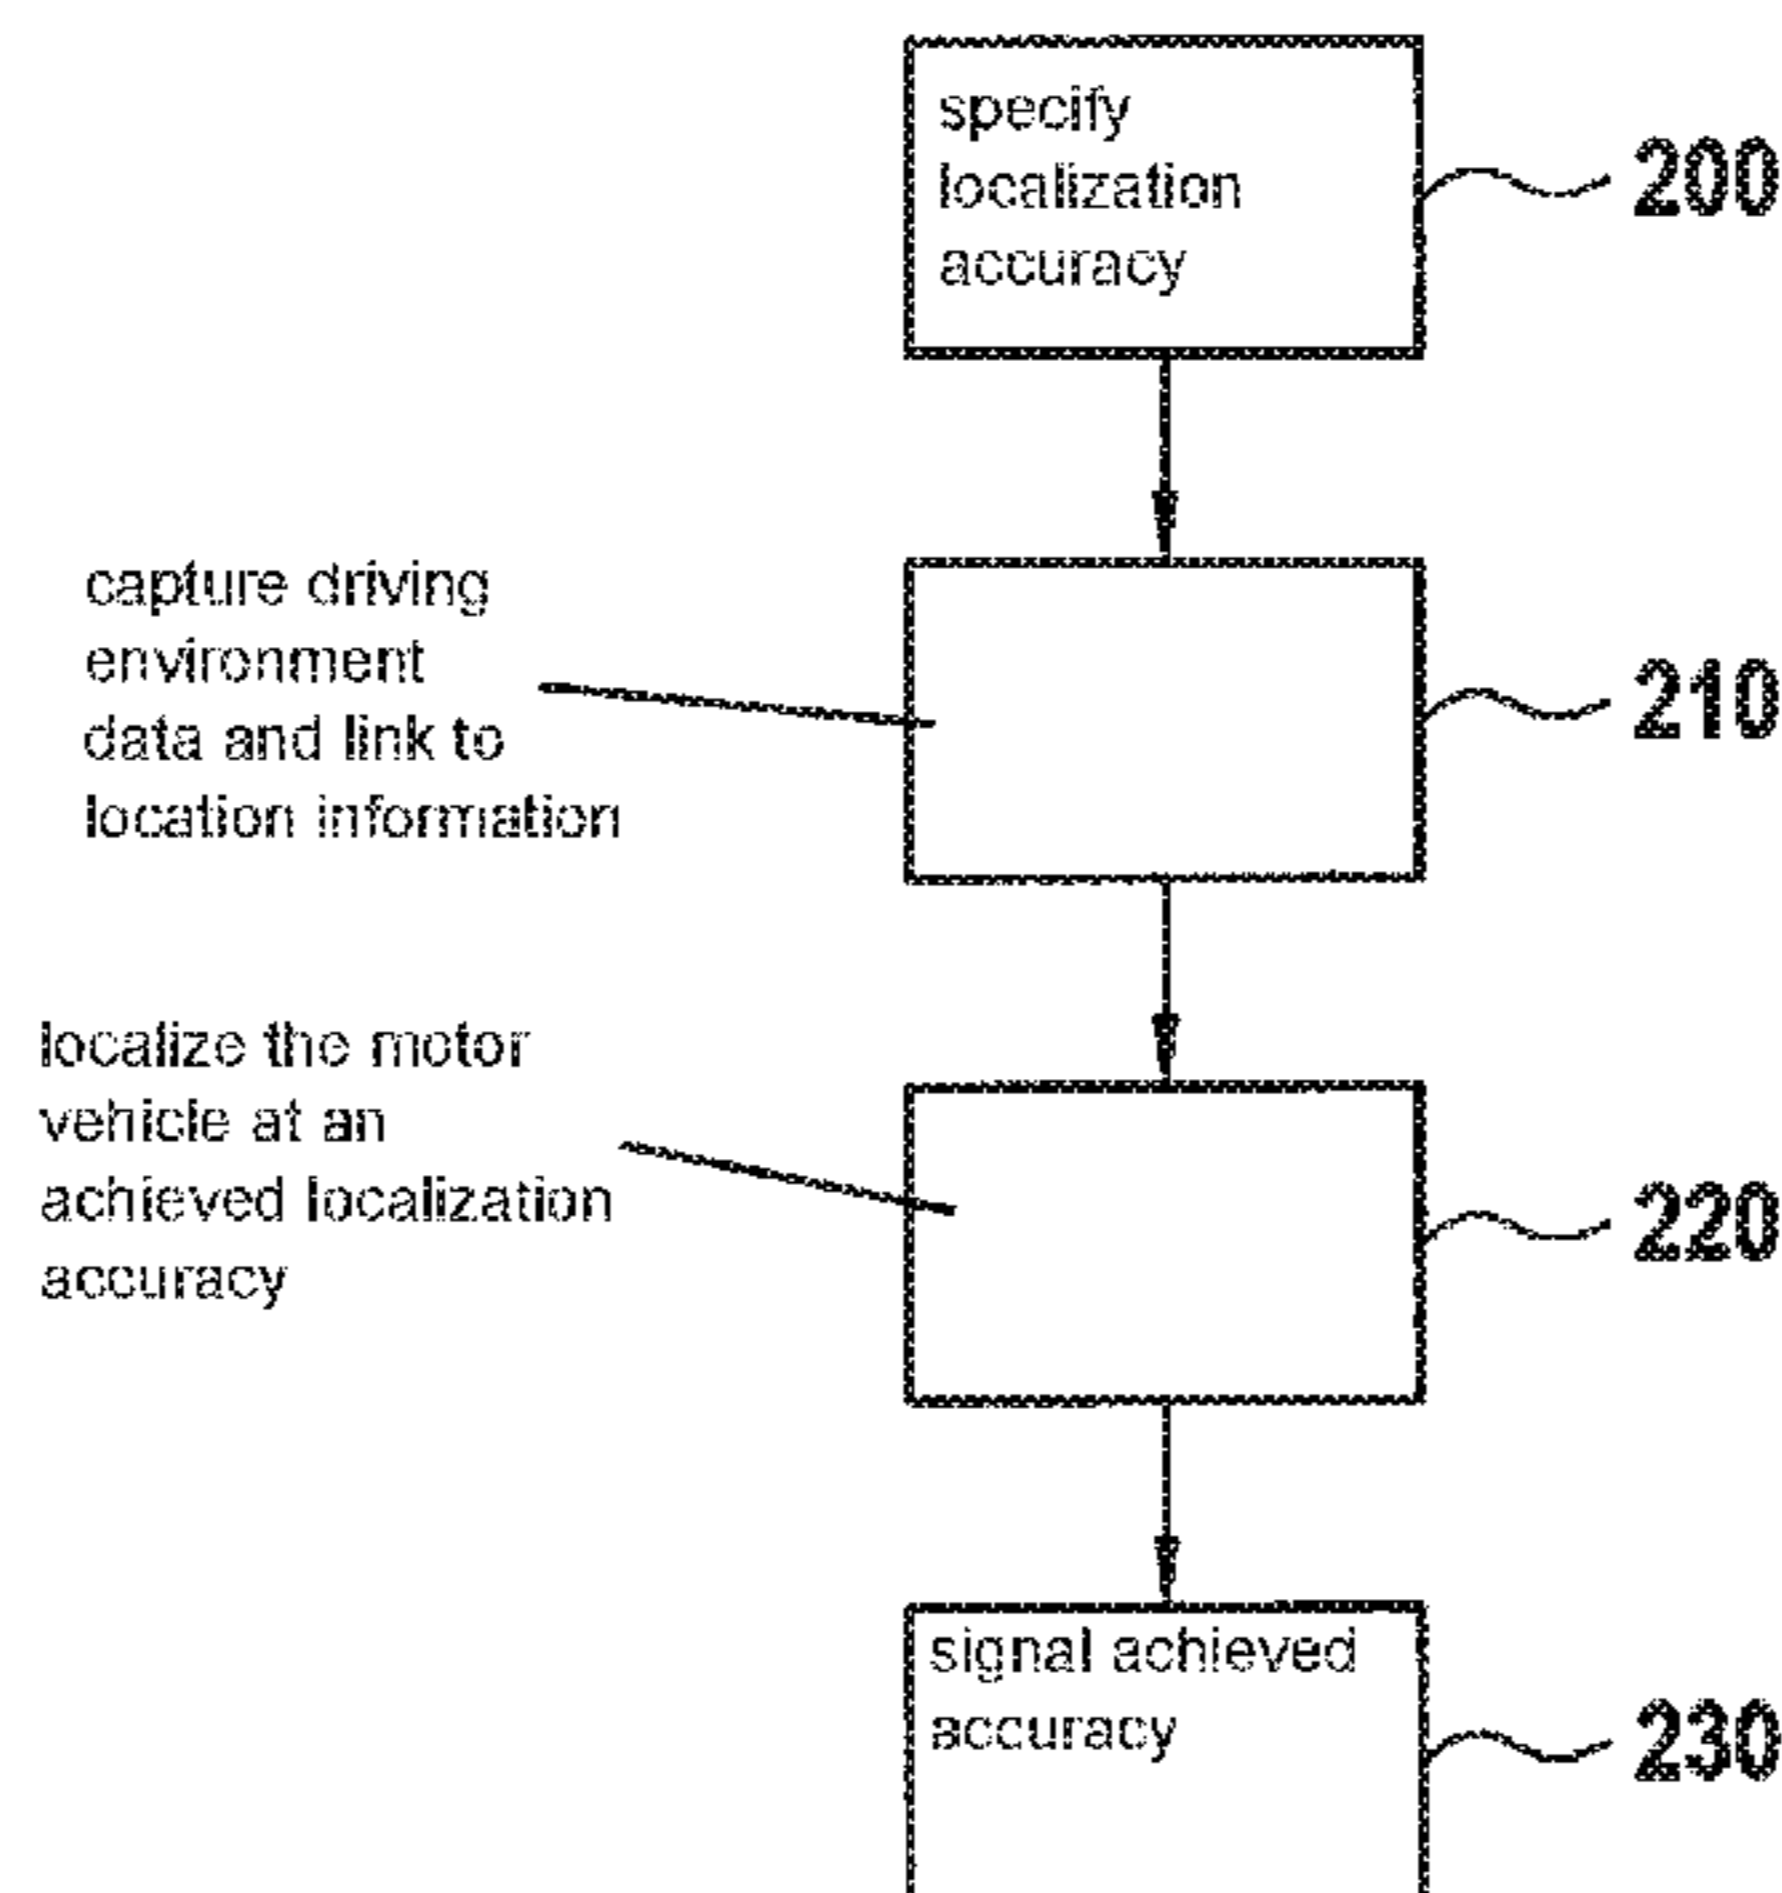 specify
localization
accuracy
200
capture driving
environment
data and link to
location information
210
localize the motor
vehicle at an
achieved localization
accuracy
220
signal achieved
accuracy
230